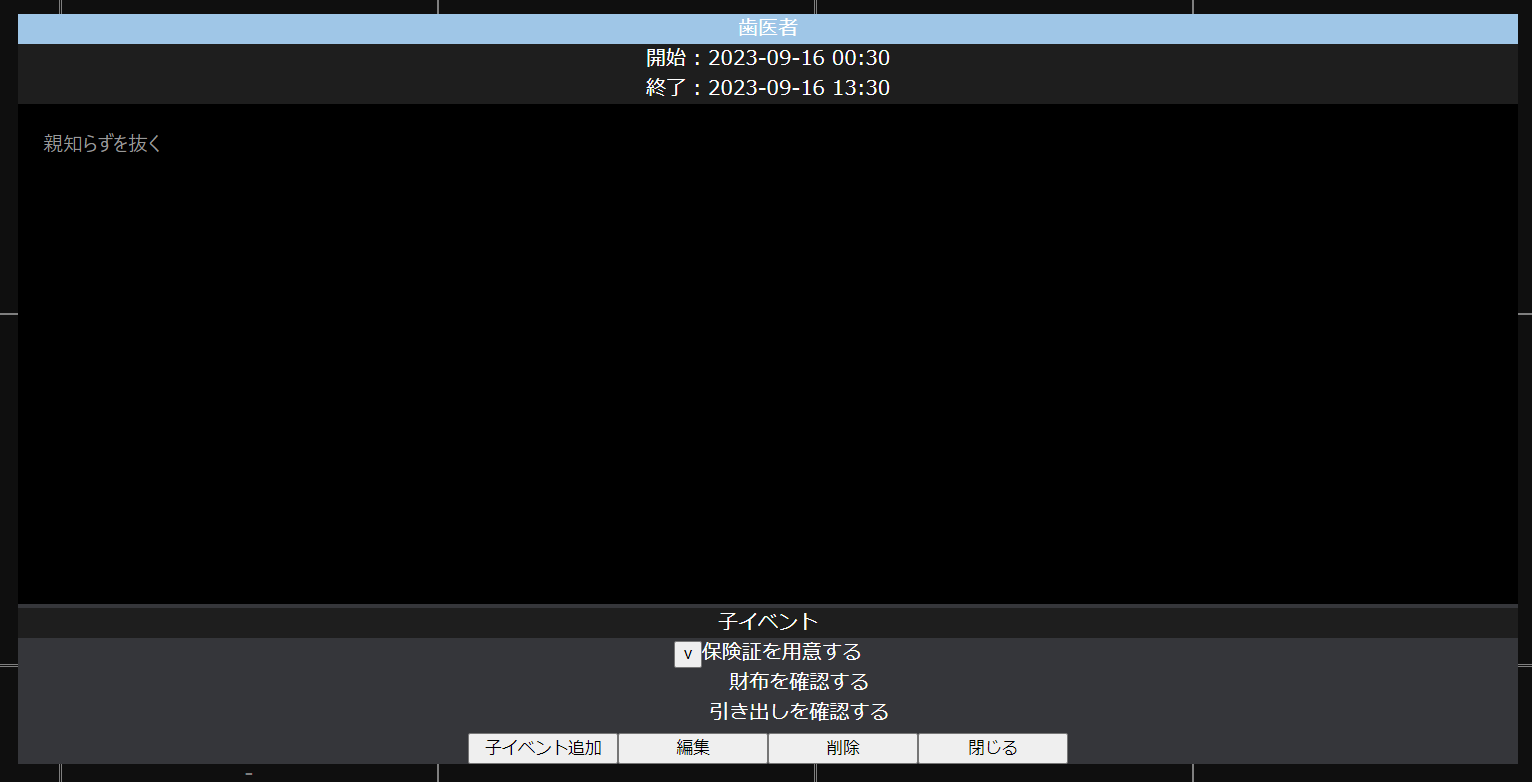 歯医者
開始：2023-09-16 00:30
終了：2023-09-16 13:30
親知らずを抜く
子イベント
v保険証を用意する
財布を確認する
引き出しを確認する
子イベント追加 編集 削除 閉じる
-